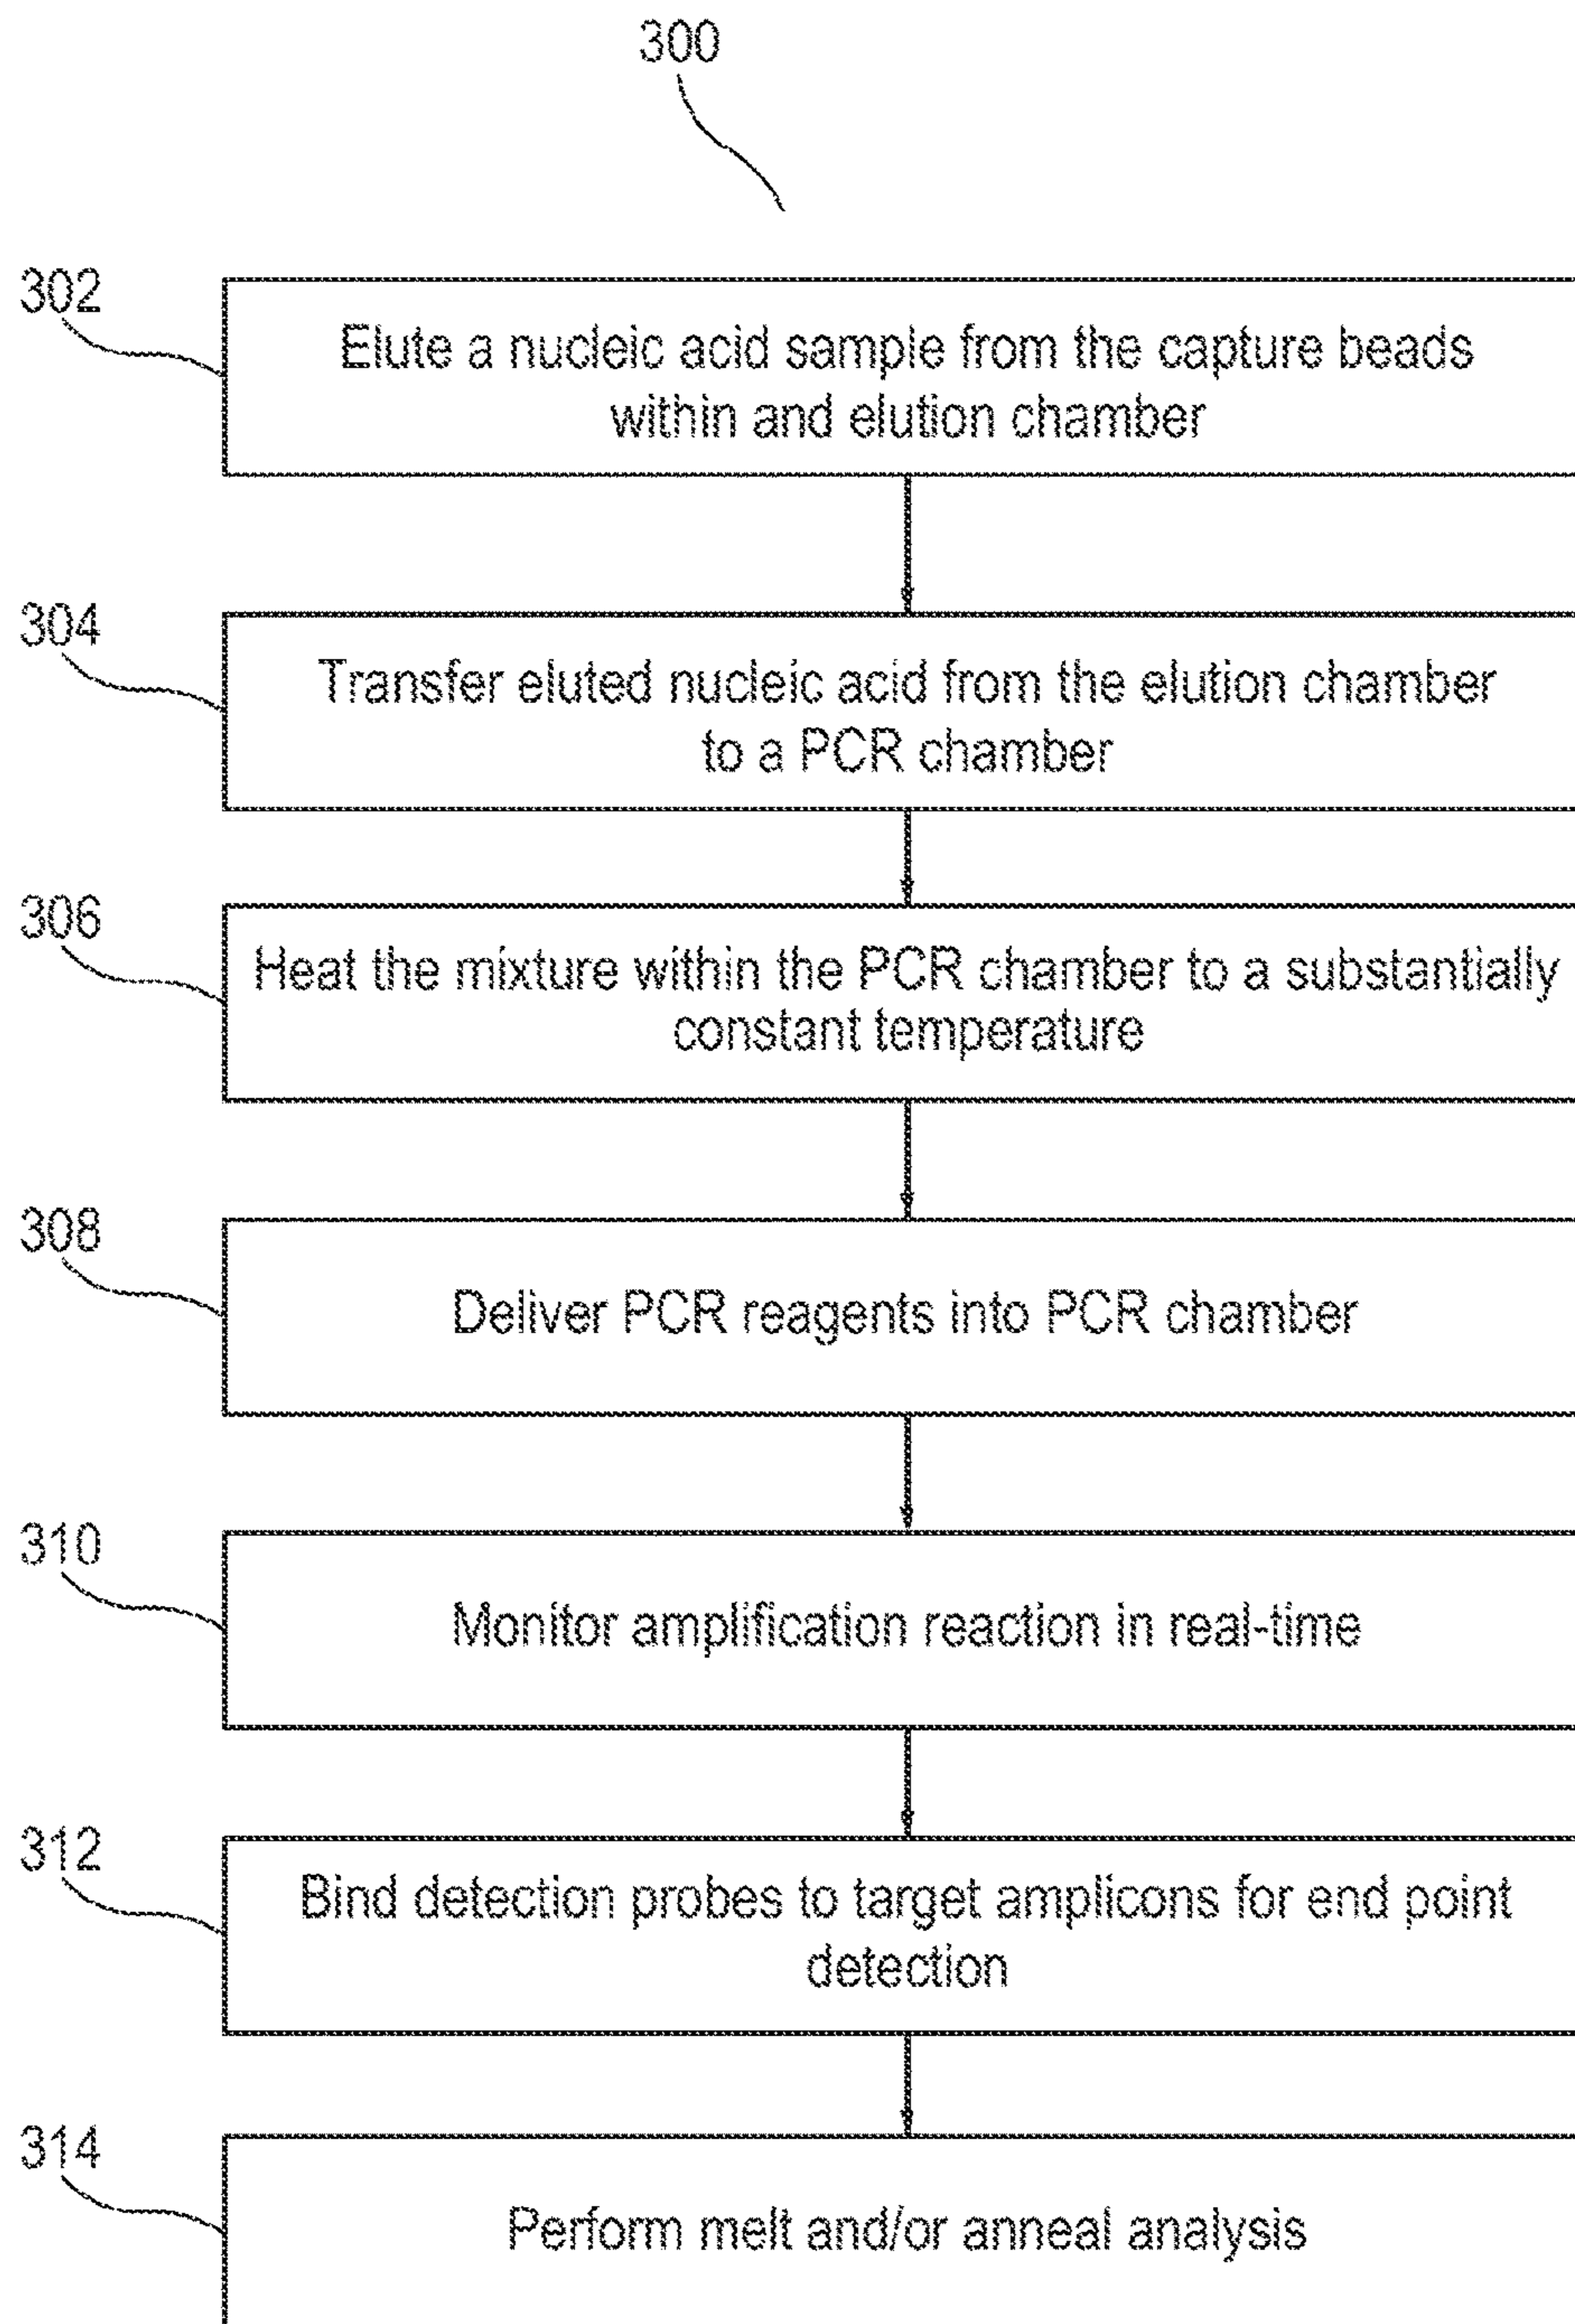 300
302
Elute a nucleic acid sample from the capture beads
within and elution chamber
304
Transfer eluted nucleic acid from the elution chamber
to a PCR chamber
306
Heat the mixture within the PCR chamber to a substantially
constant temperature
308
Deliver PCR reagents into PCR chamber
310
Monitor amplification reaction in real-time
312
Bind detection probes to target amplicons for end point
detection
314
Perform melt and/or anneal analysis